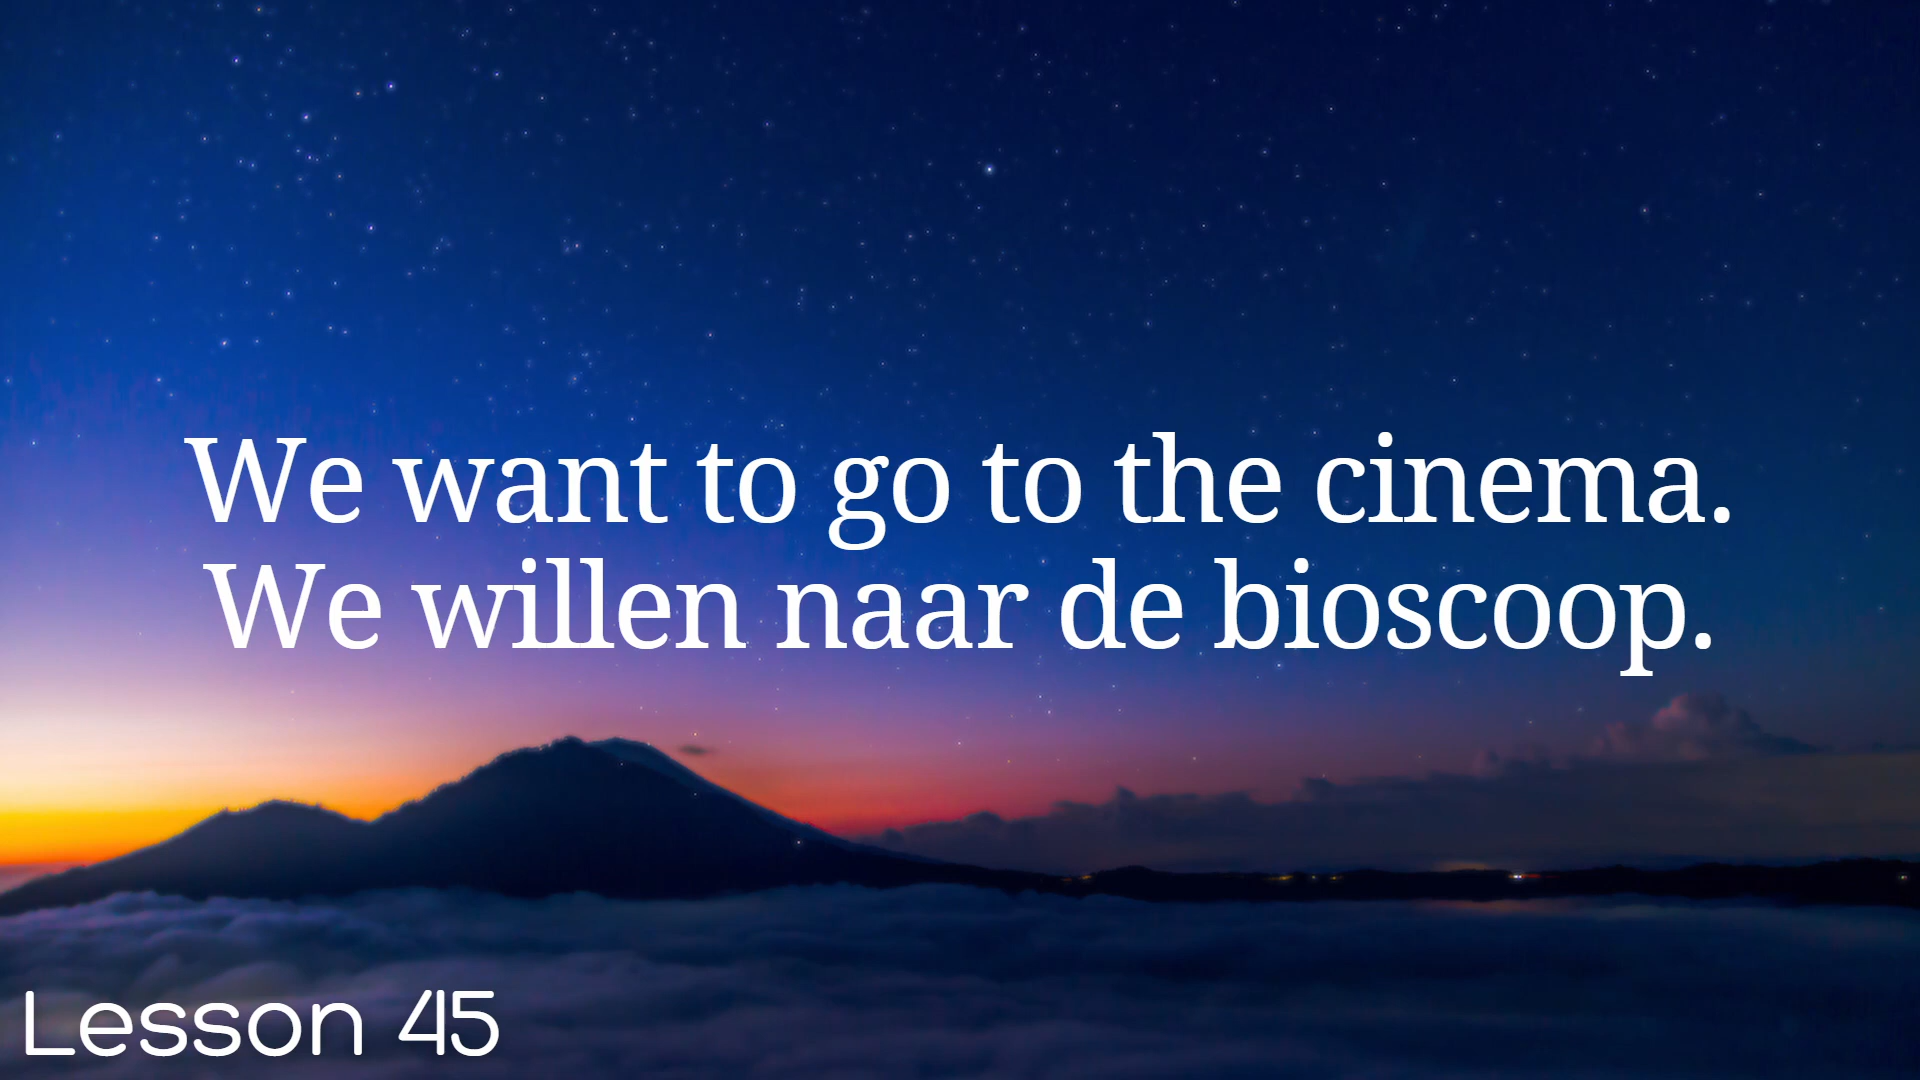 We want to go to the cinema.
We willen naar de bioscoop.
Lesson 45